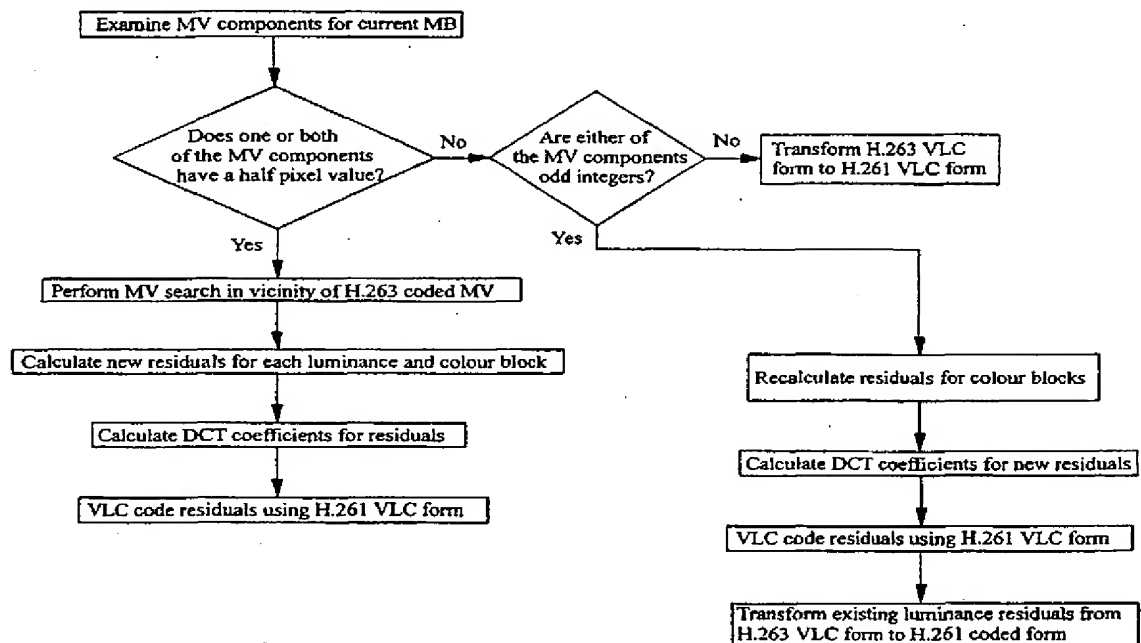 Examine MV components for current MB
Does one or both
of the MV components
have a half pixel value?
No
Are either of
the MV components
odd integers?
No
Transform H.263 VLC
form to H.261 VLC form
Yes
Yes
Perform MV search in vicinity of H.263 coded MV
Calculate new residuals for each luminance and colour block
Calculate DCT coefficients for residuals
VLC code residuals using H.261 VLC form
Recalculate residuals for colour blocks
Calculate DCT coefficients for new residuals
VLC code residuals using H.261 VLC form
Transform existing luminance residuals from
H.263 VLC form to H.261 coded form